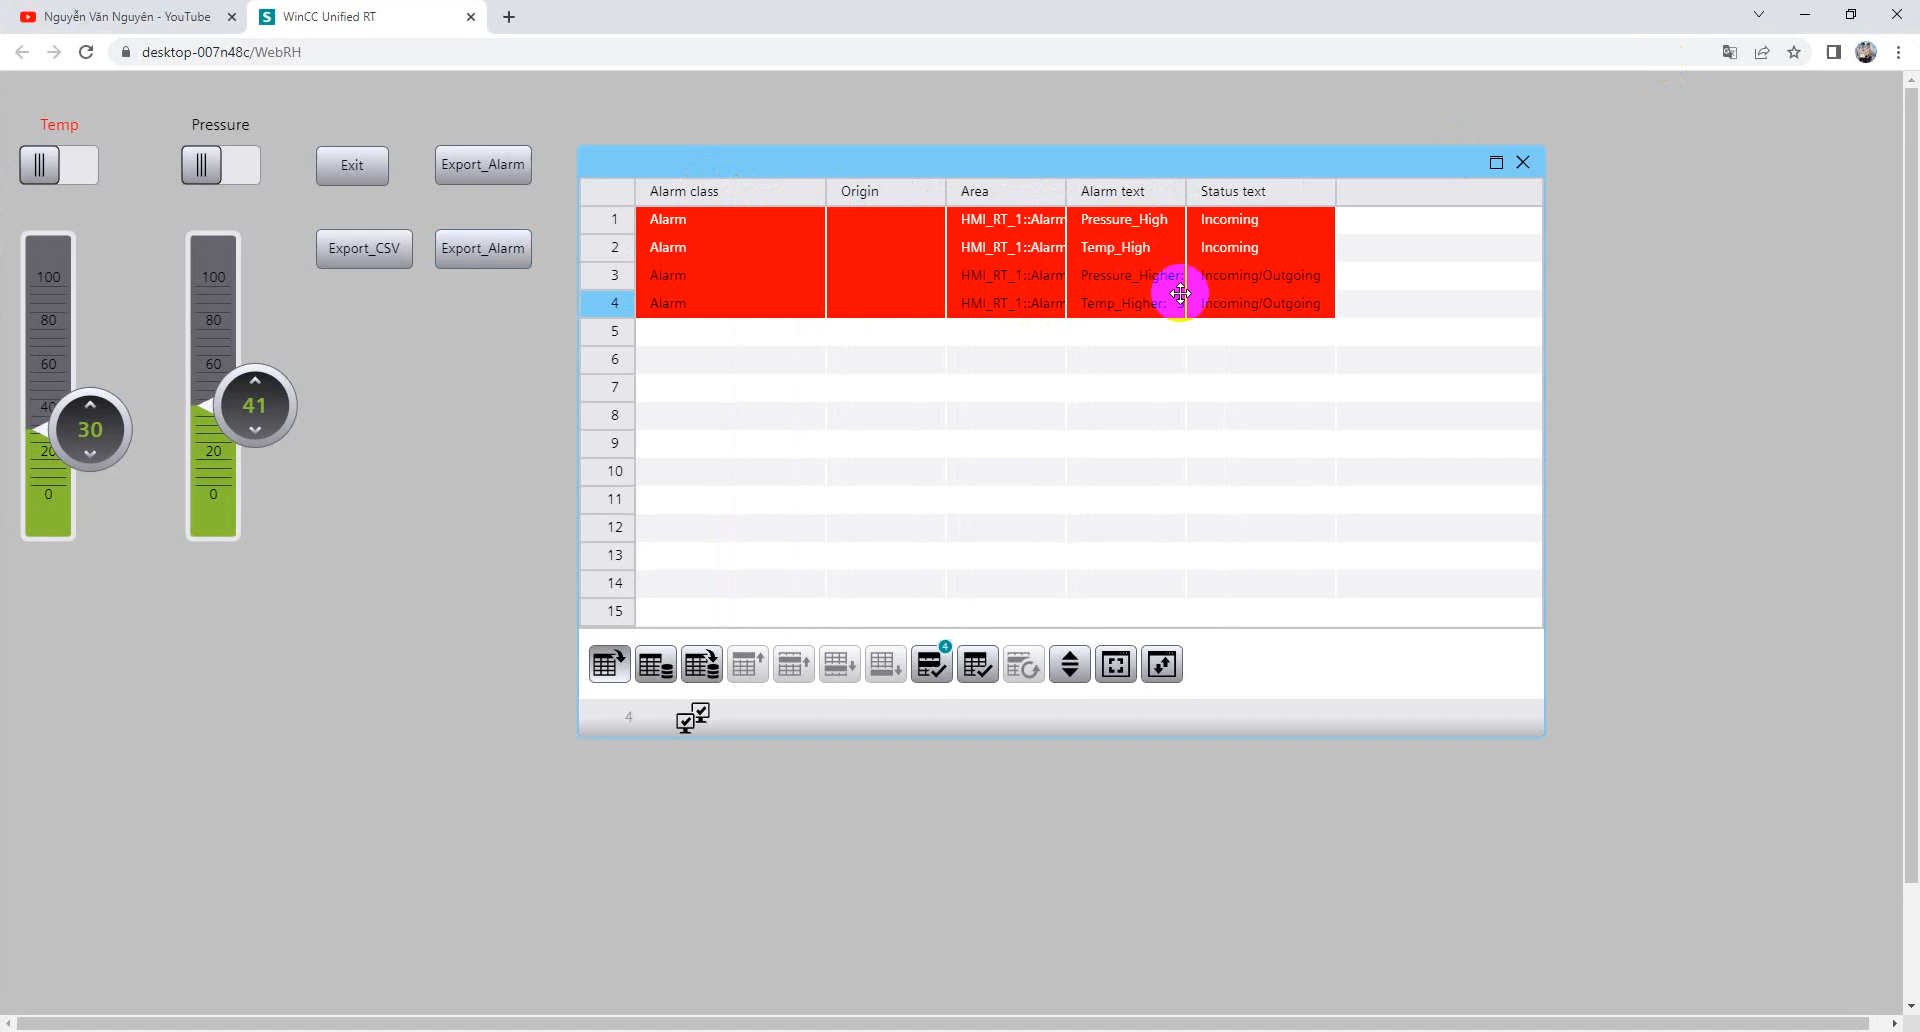 Nguyễn Văn Nguyên - YouTube
WinCC Unified RT
desktop-007n48c/WebRH
Temp
Pressure
Exit
Export_Alarm
Export_CSV
Export_Alarm
100
80
60
40
20
0
30
100
80
60
20
0
41
Alarm class Origin Area Alarm text Status text
1 Alarm HMI_RT_1::Alarm Pressure_High Incoming
2 Alarm HMI_RT_1::Alarm Temp_High Incoming
3 Alarm HMI_RT_1::Alarm Pressure_Higher: Incoming/Outgoing
4 Alarm HMI_RT_1::Alarm Temp_Higher: Incoming/Outgoing
5
6
7
8
9
10
11
12
13
14
15
4
4